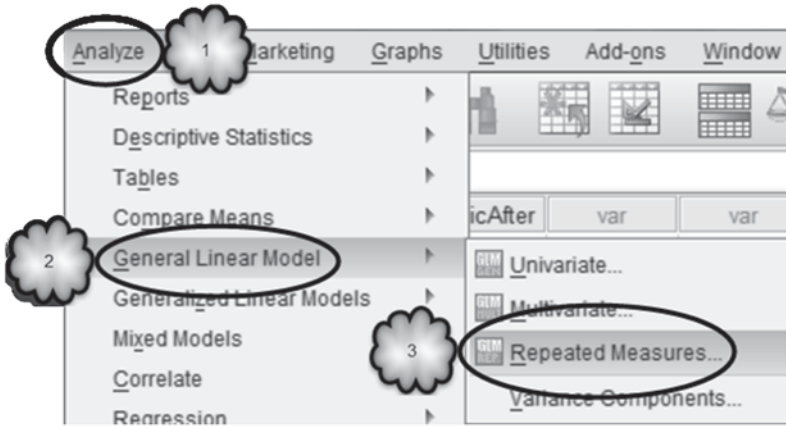 Analyze 1 arketing Graphs Utilities Add-ons Window
Reports
Descriptive Statistics
Tables
Compare Means
icAfter var var
2 General Linear Model
Univariate...
Generalized Linear Models
Multivariate...
Mixed Models
3 Repeated Measures...
Correlate
Variance Components...
Regression